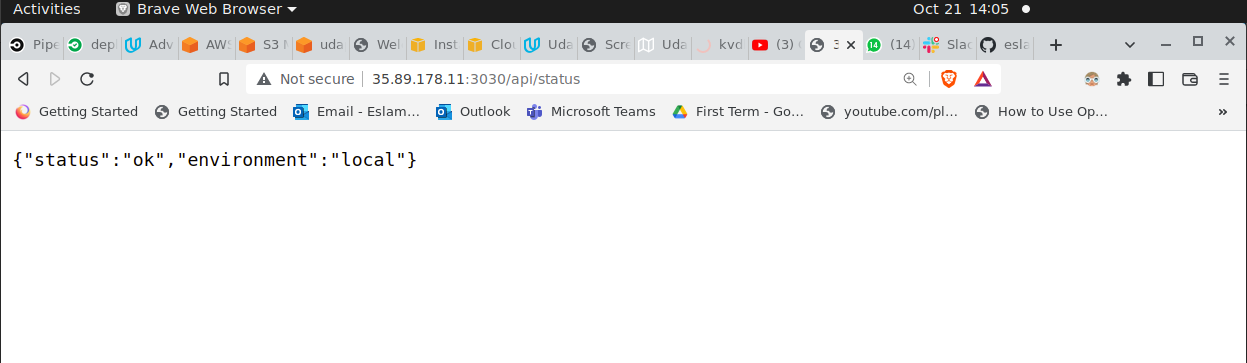 Activities Brave Web Browser Oct 21 14:05
Pipe dep Adv AWS S3 M uda Wel Inst Clou Uda Scre Uda kvd (3) 3 (14) Slac esla
Not secure 35.89.178.11:3030/api/status
Getting Started Getting Started Email - Eslam… Outlook Microsoft Teams First Term - Go… youtube.com/pl… How to Use Op… »
{"status":"ok","environment":"local"}